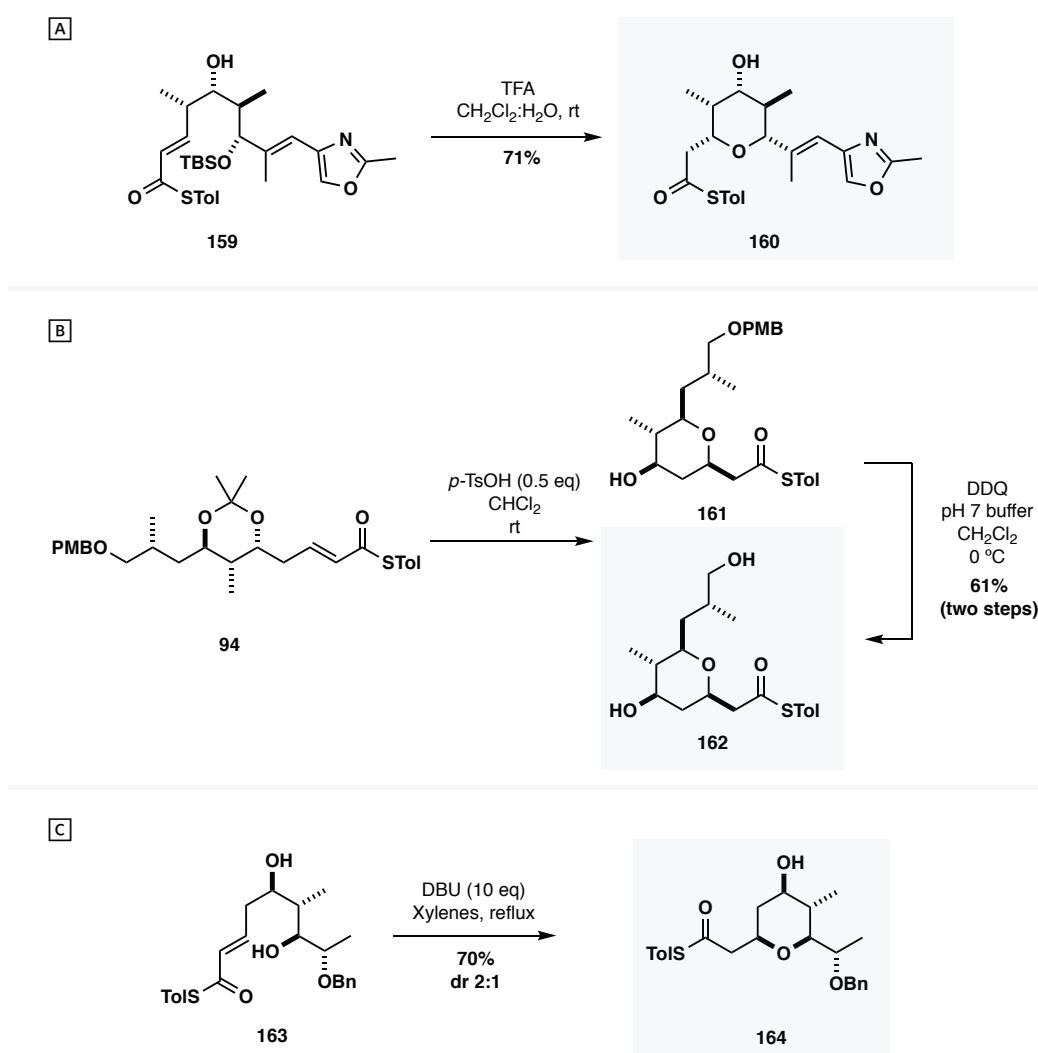 A
OH
TBSO
N
O
O
STol
159
TFA
CH2Cl2:H2O, rt
71%
OH
O
N
O
O
STol
160
B
O
O
O
PMBO
STol
94
p-TsOH (0.5 eq)
CHCl2
rt
OPMB
O
O
HO
STol
161
OH
O
O
HO
STol
162
DDQ
pH 7 buffer
CH2Cl2
0 ºC
61%
(two steps)
C
OH
HO
OBn
TolS
O
163
DBU (10 eq)
Xylenes, reflux
70%
dr 2:1
OH
O
TolS
O
OBn
164